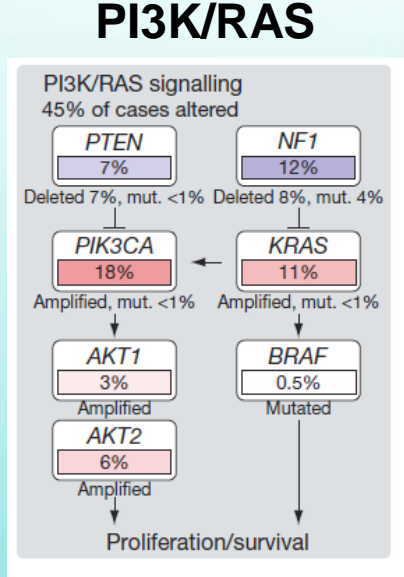 PI3K/RAS
PI3K/RAS signalling
45% of cases altered
PTEN
7%
Deleted 7%, mut. <1%
NF1
12%
Deleted 8%, mut. 4%
PIK3CA
18%
Amplified, mut. <1%
KRAS
11%
Amplified, mut. <1%
AKT1
3%
Amplified
BRAF
0.5%
Mutated
AKT2
6%
Amplified
Proliferation/survival